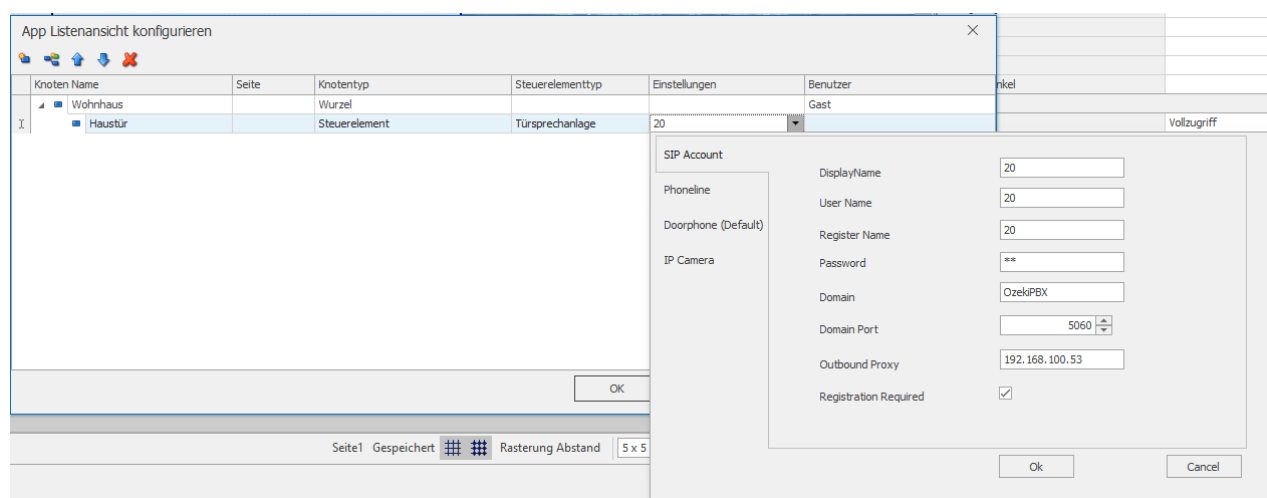 App Listenansicht konfigurieren
Knoten Name Seite Knotentyp Steuerelementtyp Einstellungen Benutzer nkel
Wohnhaus Wurzel Gast
Haustür Steuerelement Türsprechanlage 20 Vollzugriff
SIP Account
Phoneline
Doorphone (Default)
IP Camera
DisplayName 20
User Name 20
Register Name 20
Password **
Domain OzekiPBX
Domain Port 5060
Outbound Proxy 192.168.100.53
Registration Required
OK
Seite1 Gespeichert Rasterung Abstand 5 x 5
Ok Cancel